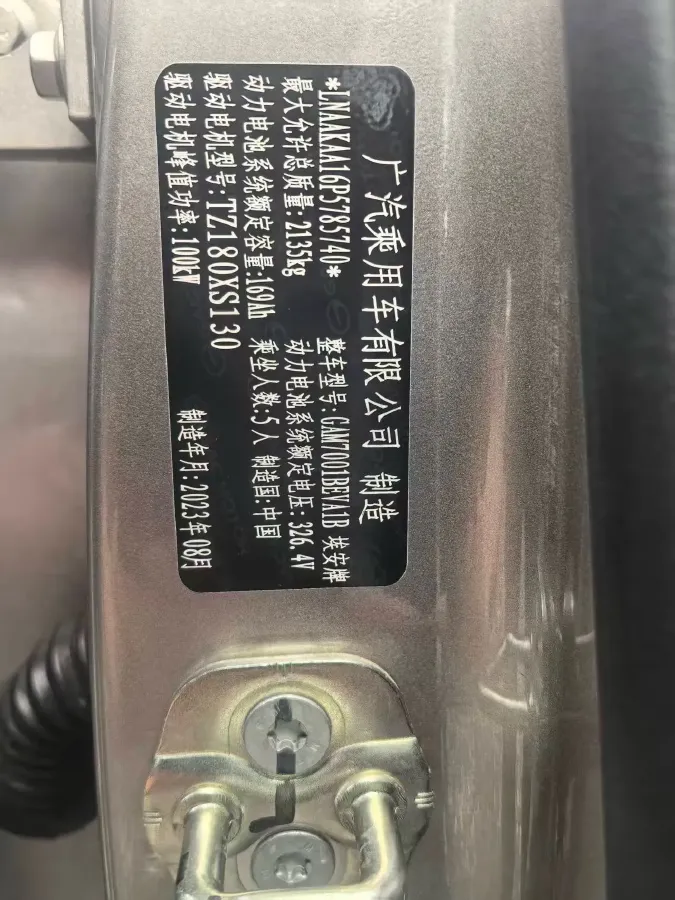 广汽乘用车有限公司 制造
*LNAAKAA16P5785740* 整车型号:GAM7001BEVA1B 埃安牌
最大允许总质量:2135kg 动力电池系统额定电压:326.4V
动力电池系统额定容量:169Ah 乘坐人数:5人 制造国:中国
驱动电机型号:TZ180XS130
驱动电机峰值功率:100kW 制造年月:2023年08月